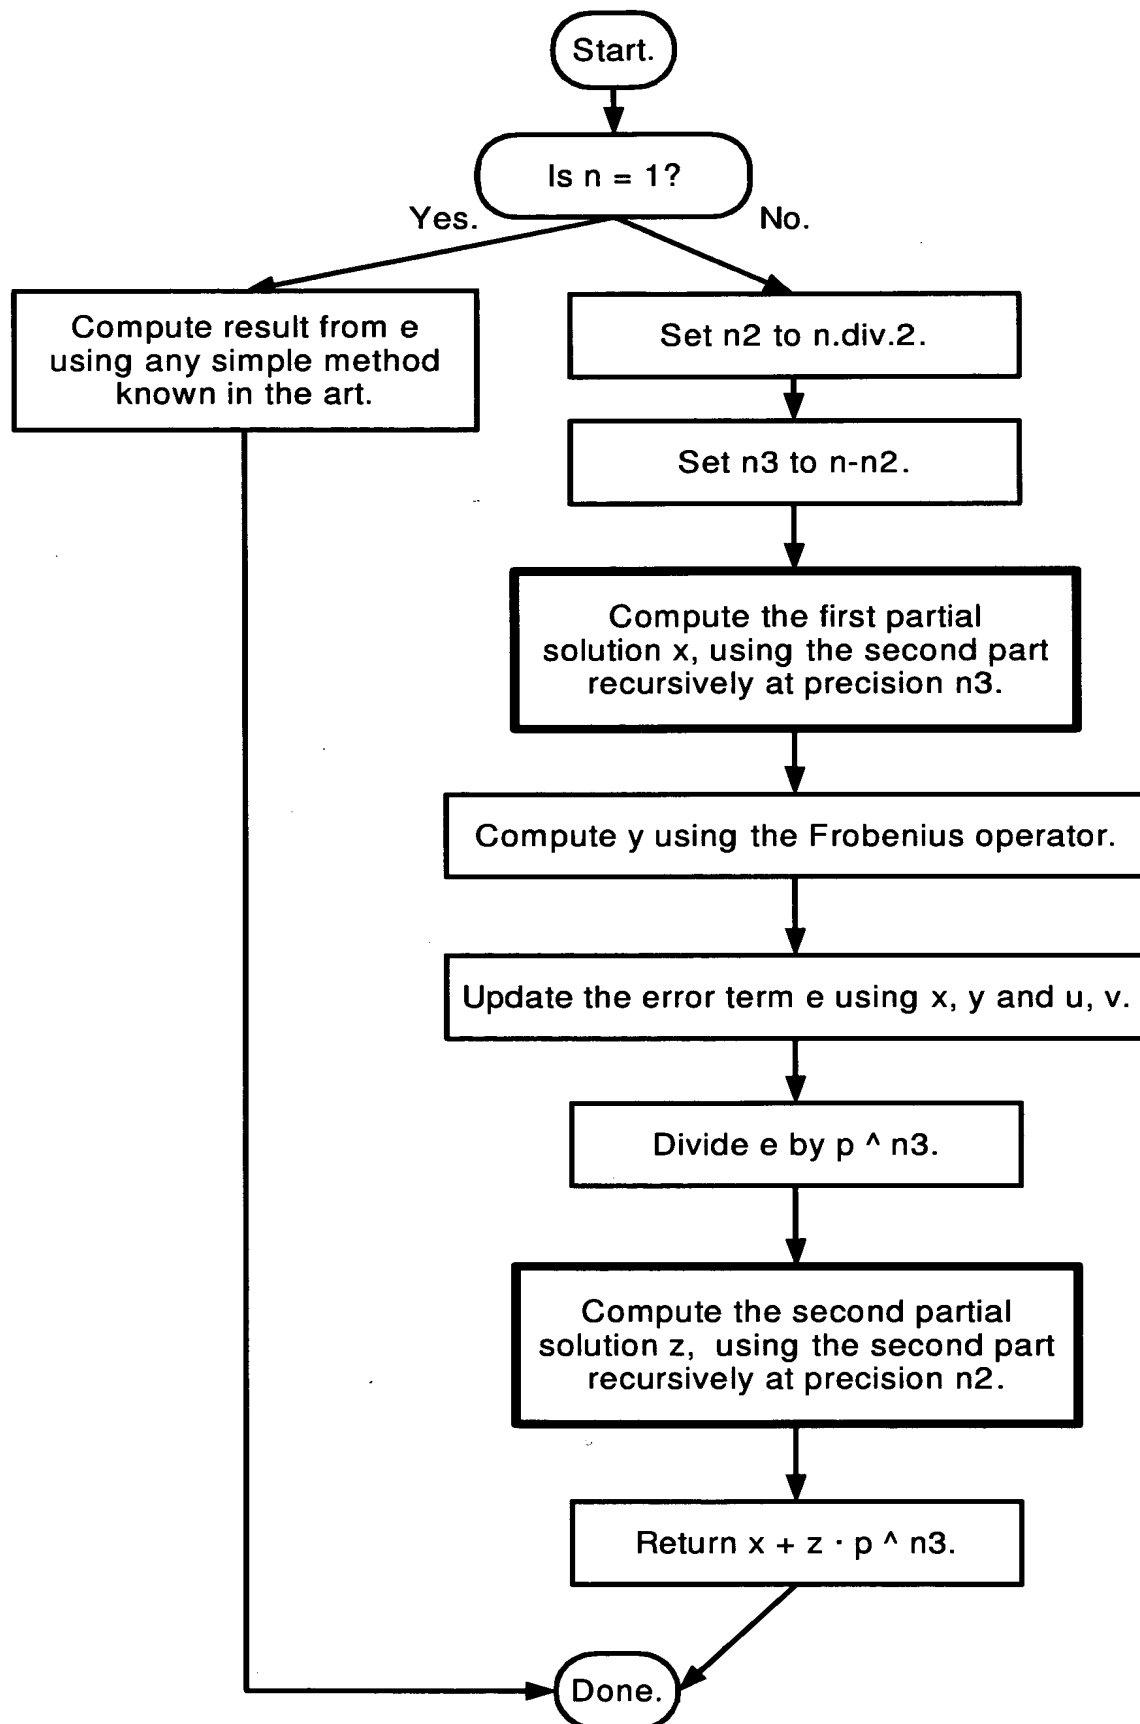 Start.
Is n = 1?
Yes.
No.
Compute result from e
using any simple method
known in the art.
Set n2 to n.div.2.
Set n3 to n-n2.
Compute the first partial
solution x, using the second part
recursively at precision n3.
Compute y using the Frobenius operator.
Update the error term e using x, y and u, v.
Divide e by p ^ n3.
Compute the second partial
solution z, using the second part
recursively at precision n2.
Return x + z · p ^ n3.
Done.